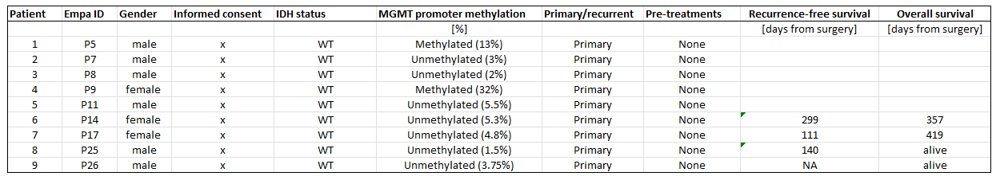 Patient Empa ID Gender Informed consent IDH status MGMT promoter methylation Primary/recurrent Pre-treatments Recurrence-free survival Overall survival
[%] [days from surgery] [days from surgery]
1 P5 male x WT Methylated (13%) Primary None
2 P7 male x WT Unmethylated (3%) Primary None
3 P8 male x WT Unmethylated (2%) Primary None
4 P9 female x WT Methylated (32%) Primary None
5 P11 male x WT Unmethylated (5.5%) Primary None
6 P14 female x WT Unmethylated (5.3%) Primary None 299 357
7 P17 female x WT Unmethylated (4.8%) Primary None 111 419
8 P25 male x WT Unmethylated (1.5%) Primary None 140 alive
9 P26 male x WT Unmethylated (3.75%) Primary None NA alive